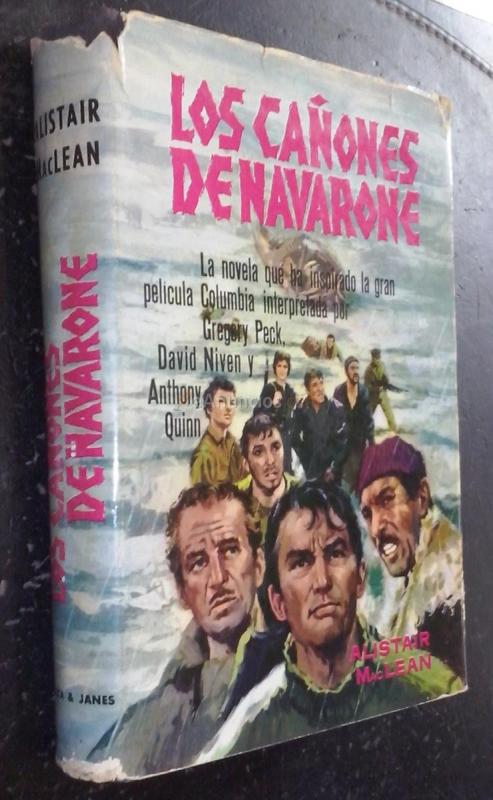 ALISTAIR
MACLEAN
LOS CAÑONES
DE NAVARONE
& JANES
LOS CAÑONES
DE NAVARONE
La novela que ha inspirado la gran
película Columbia interpretada por
Gregory Peck,
David Niven y
Anthony
Quinn
ALISTAIR
MACLEAN